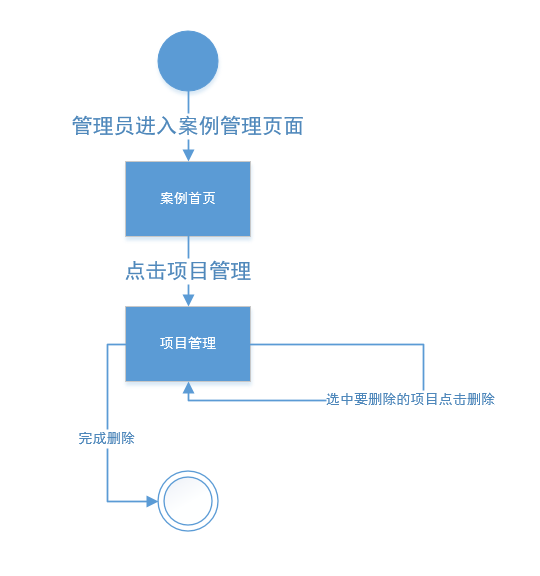 管理员进入案例管理页面
案例首页
点击项目管理
项目管理
选中要删除的项目点击删除
完成删除